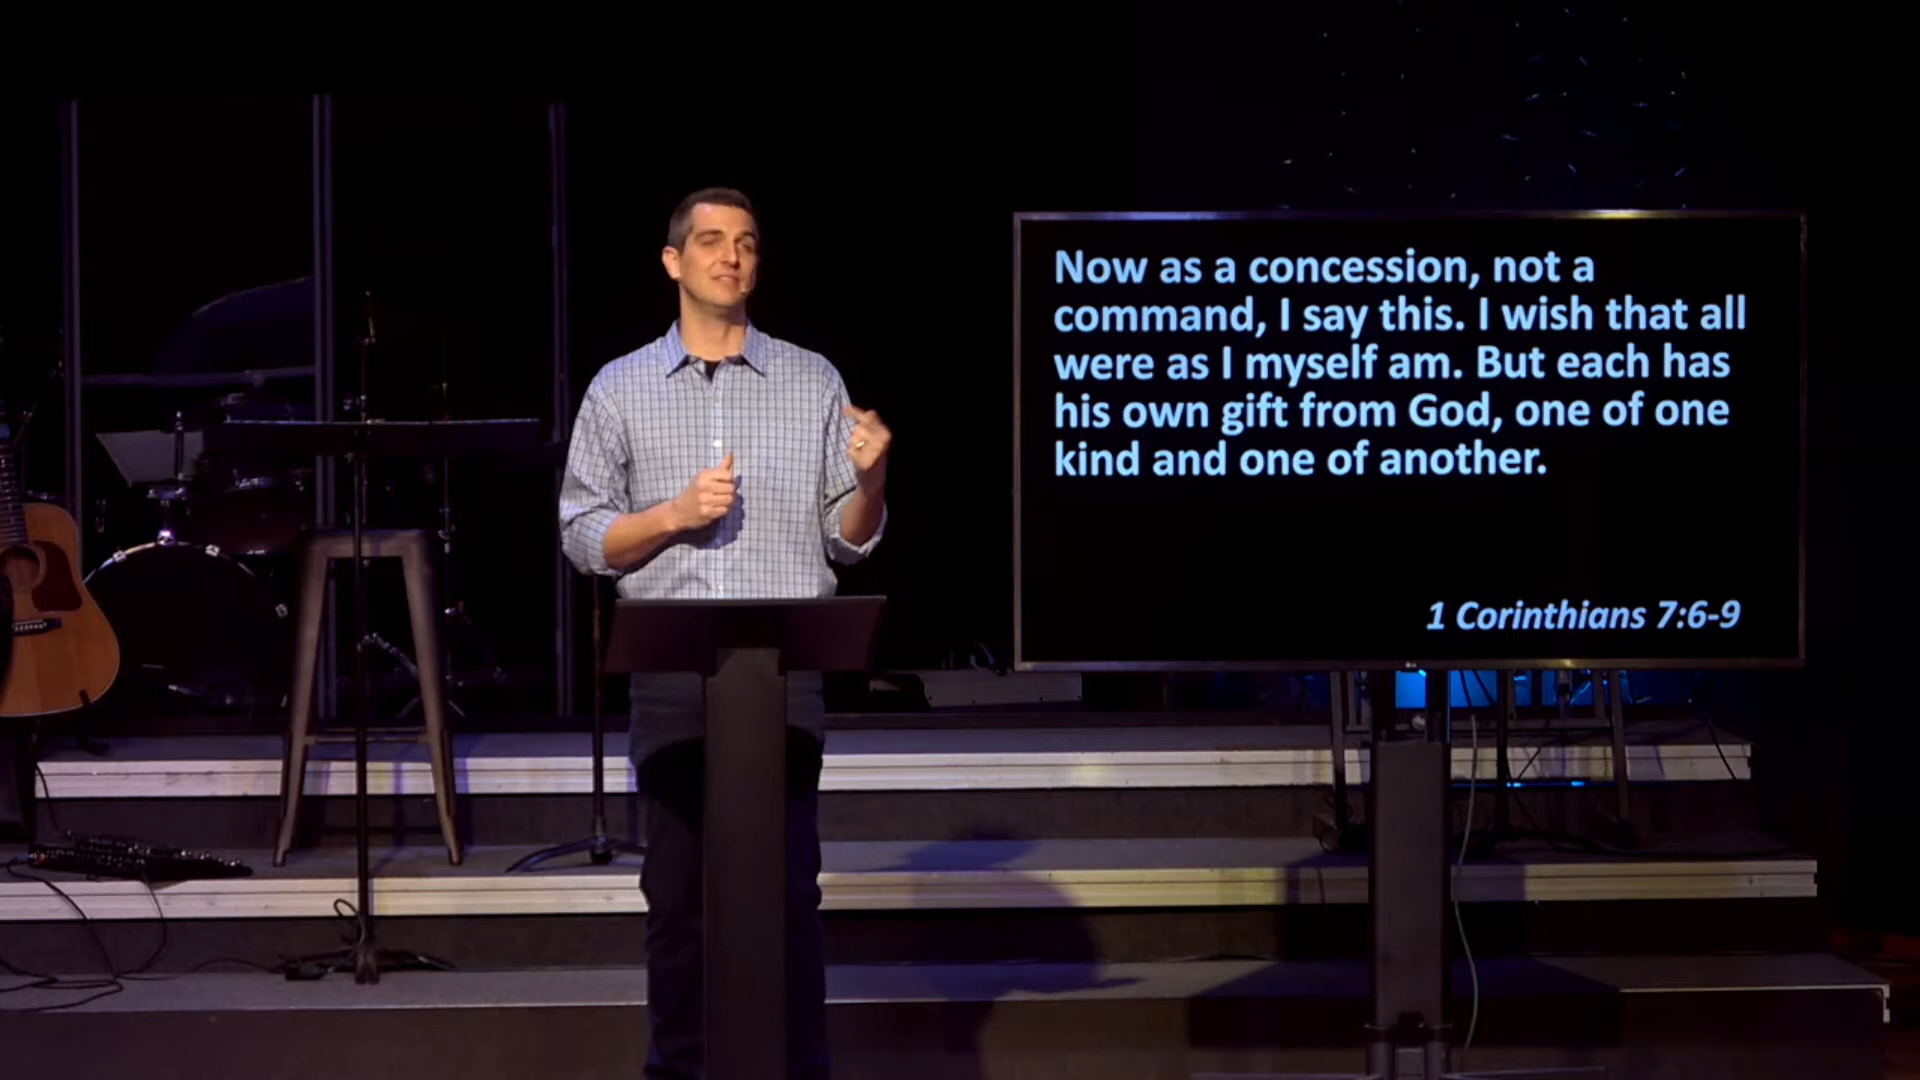 Now as a concession, not a
command, I say this. I wish that all
were as I myself am. But each has
his own gift from God, one of one
kind and one of another.
1 Corinthians 7:6-9